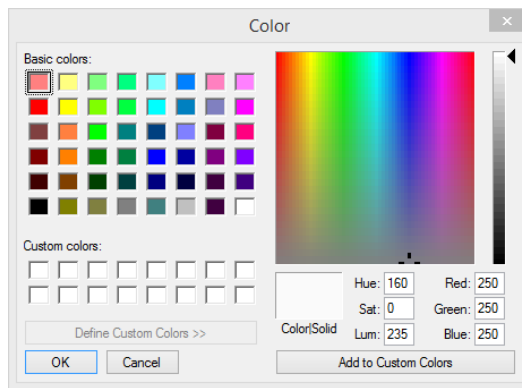 Color
Basic colors:
Custom colors:
Define Custom Colors >>
OK
Cancel
Color|Solid
Hue: 160
Sat: 0
Lum: 235
Red: 250
Green: 250
Blue: 250
Add to Custom Colors